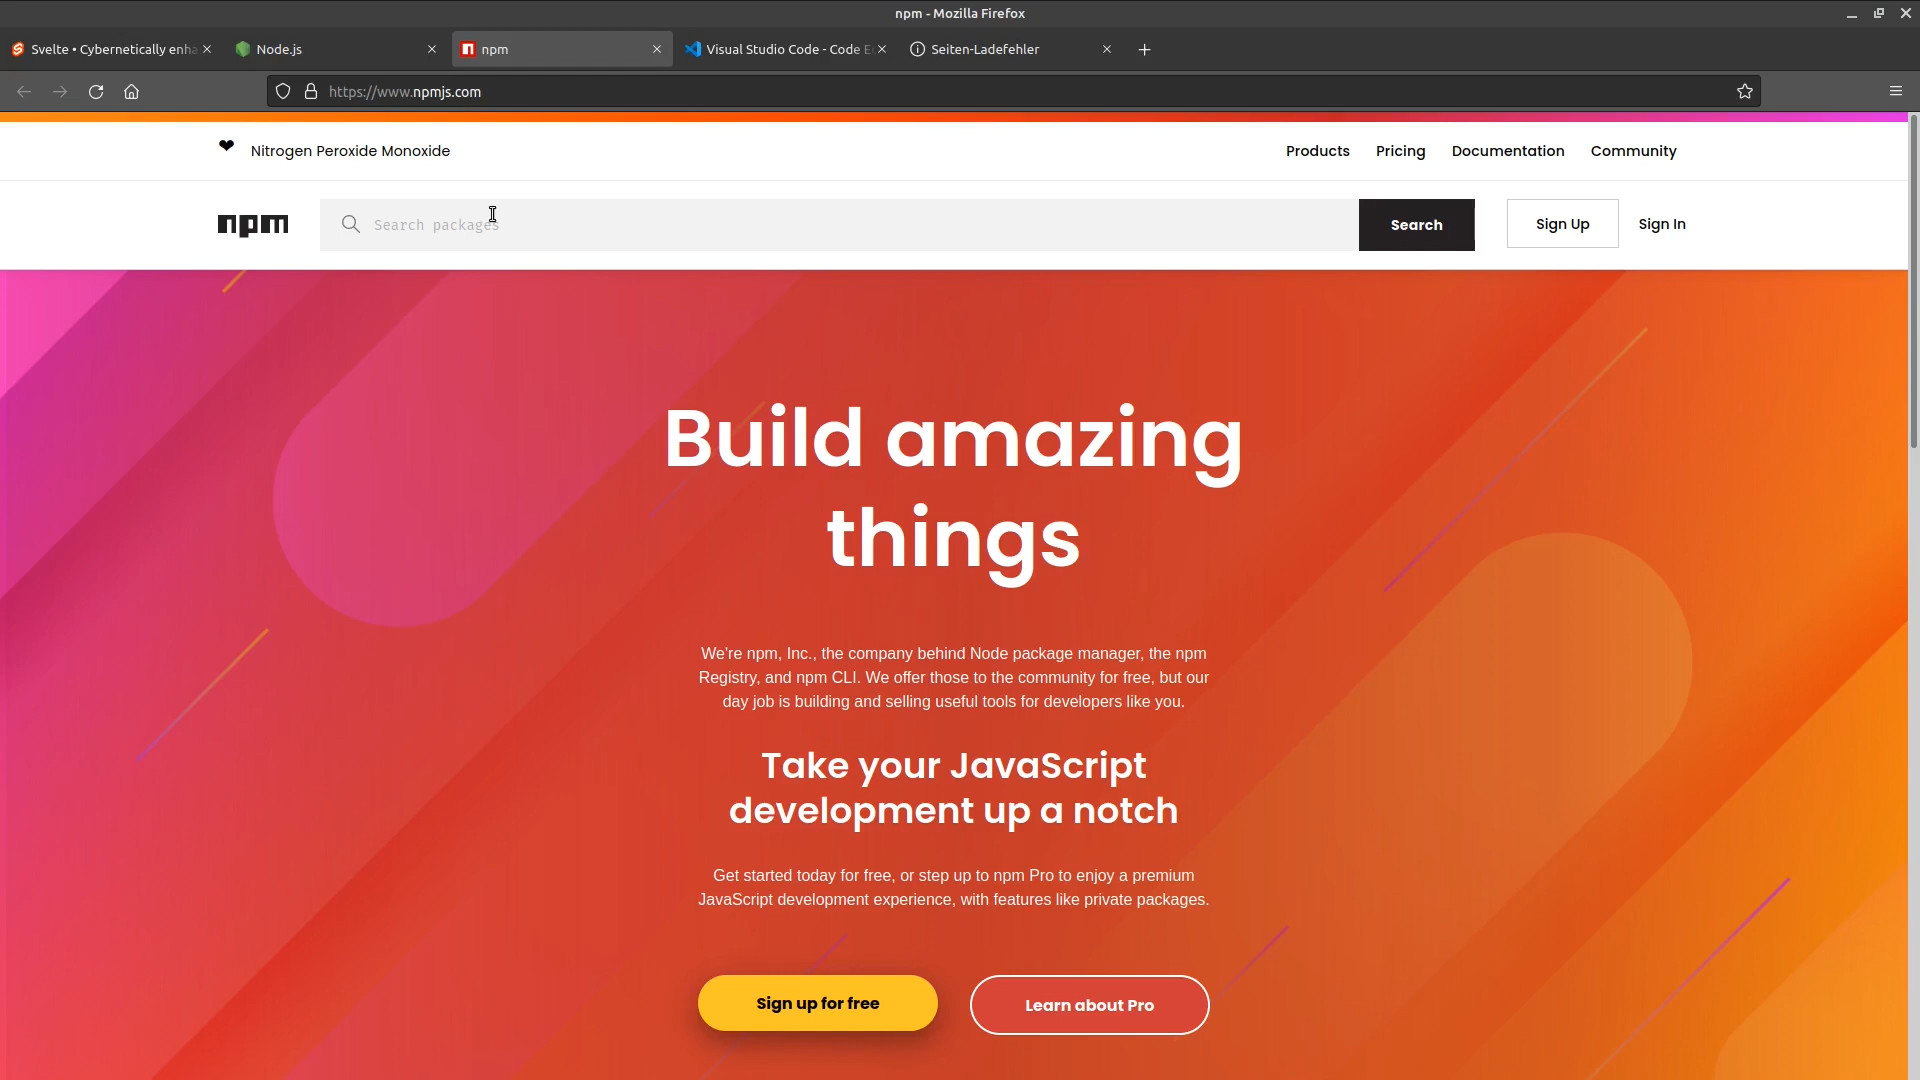 npm - Mozilla Firefox
Svelte • Cybernetically enha
Node.js
npm
Visual Studio Code - Code E
Seiten-Ladefehler
https://www.npmjs.com
❤ Nitrogen Peroxide Monoxide
Products Pricing Documentation Community
npm
Search packages
Search
Sign Up
Sign In
Build amazing
things
We're npm, Inc., the company behind Node package manager, the npm
Registry, and npm CLI. We offer those to the community for free, but our
day job is building and selling useful tools for developers like you.
Take your JavaScript
development up a notch
Get started today for free, or step up to npm Pro to enjoy a premium
JavaScript development experience, with features like private packages.
Sign up for free
Learn about Pro